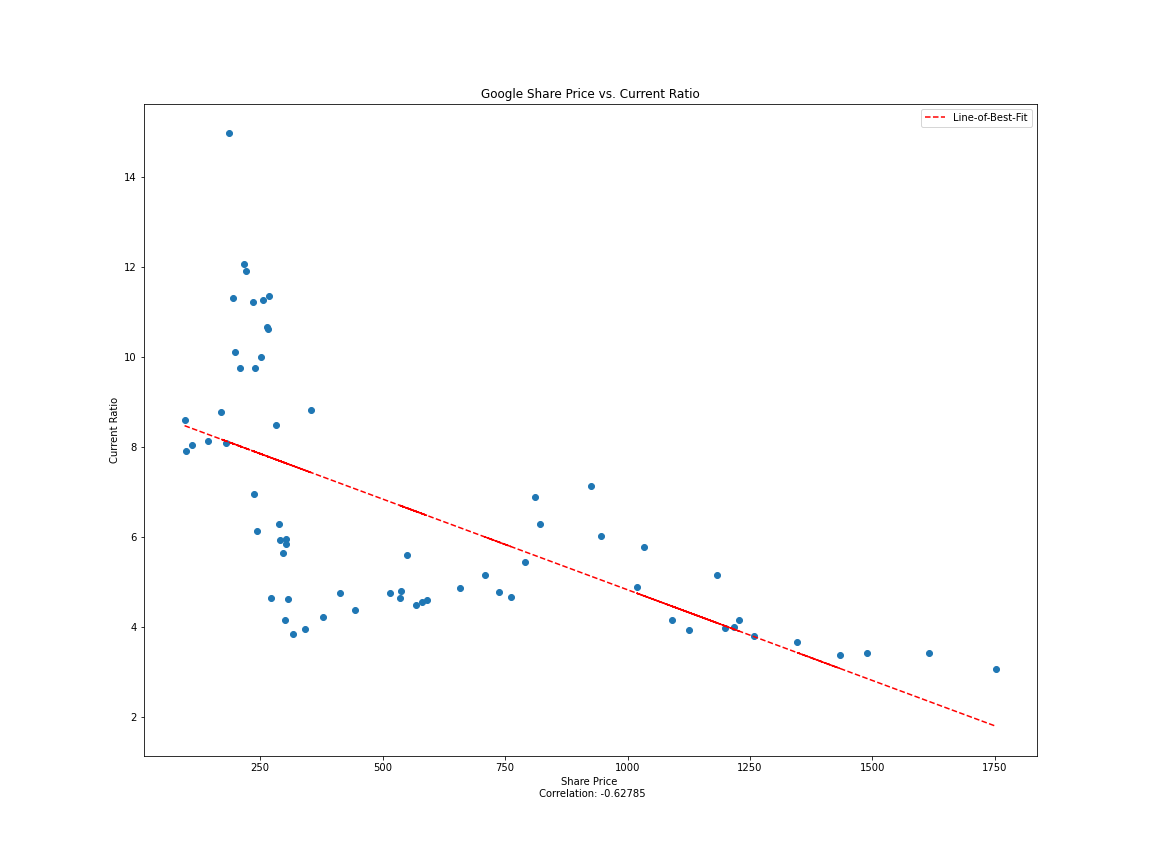 Google Share Price vs. Current Ratio
Line-of-Best-Fit
14
12
10
8
6
4
2
Current Ratio
250 500 750 1000 1250 1500 1750
Share Price
Correlation: -0.62785